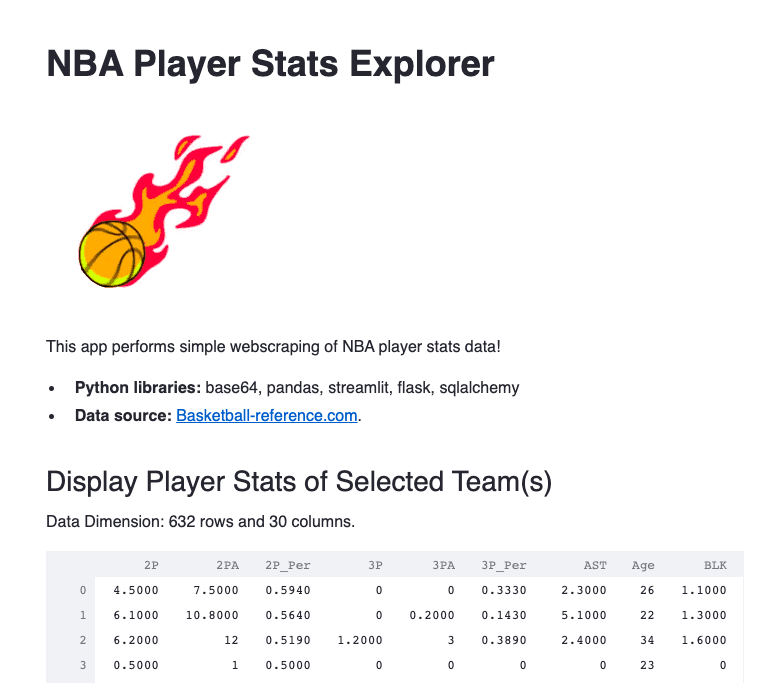 NBA Player Stats Explorer
This app performs simple webscraping of NBA player stats data!
• Python libraries: base64, pandas, streamlit, flask, sqlalchemy
• Data source: Basketball-reference.com.
Display Player Stats of Selected Team(s)
Data Dimension: 632 rows and 30 columns.
2P 2PA 2P_Per 3P 3PA 3P_Per AST Age BLK
0 4.5000 7.5000 0.5940 0 0 0.3330 2.3000 26 1.1000
1 6.1000 10.8000 0.5640 0 0.2000 0.1430 5.1000 22 1.3000
2 6.2000 12 0.5190 1.2000 3 0.3890 2.4000 34 1.6000
3 0.5000 1 0.5000 0 0 0 0 23 0